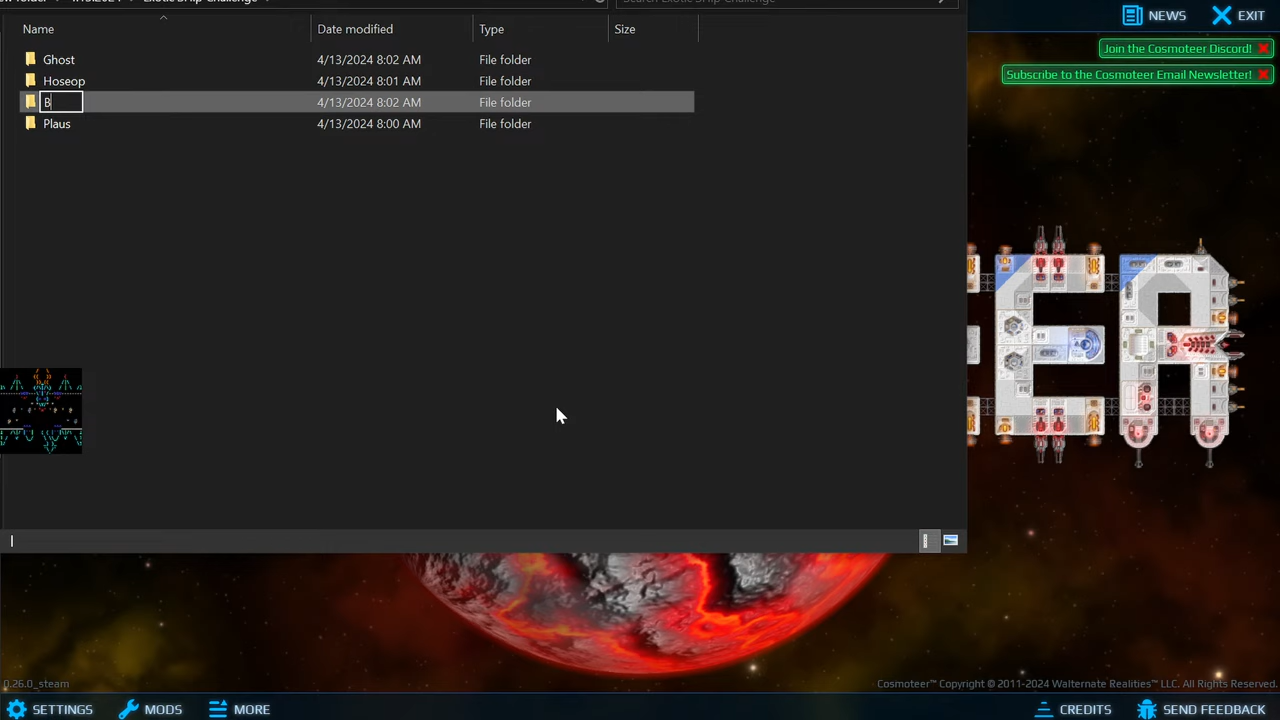 Name Date modified Type Size
Ghost 4/13/2024 8:02 AM File folder
Hoseop 4/13/2024 8:01 AM File folder
B 4/13/2024 8:02 AM File folder
Plaus 4/13/2024 8:00 AM File folder
NEWS EXIT
Join the Cosmoteer Discord!
Subscribe to the Cosmoteer Email Newsletter!
ER
0.26.0_steam
Cosmoteer™ Copyright © 2011-2024 Walternate Realities™ LLC. All Rights Reserved.
SETTINGS MODS MORE CREDITS SEND FEEDBACK